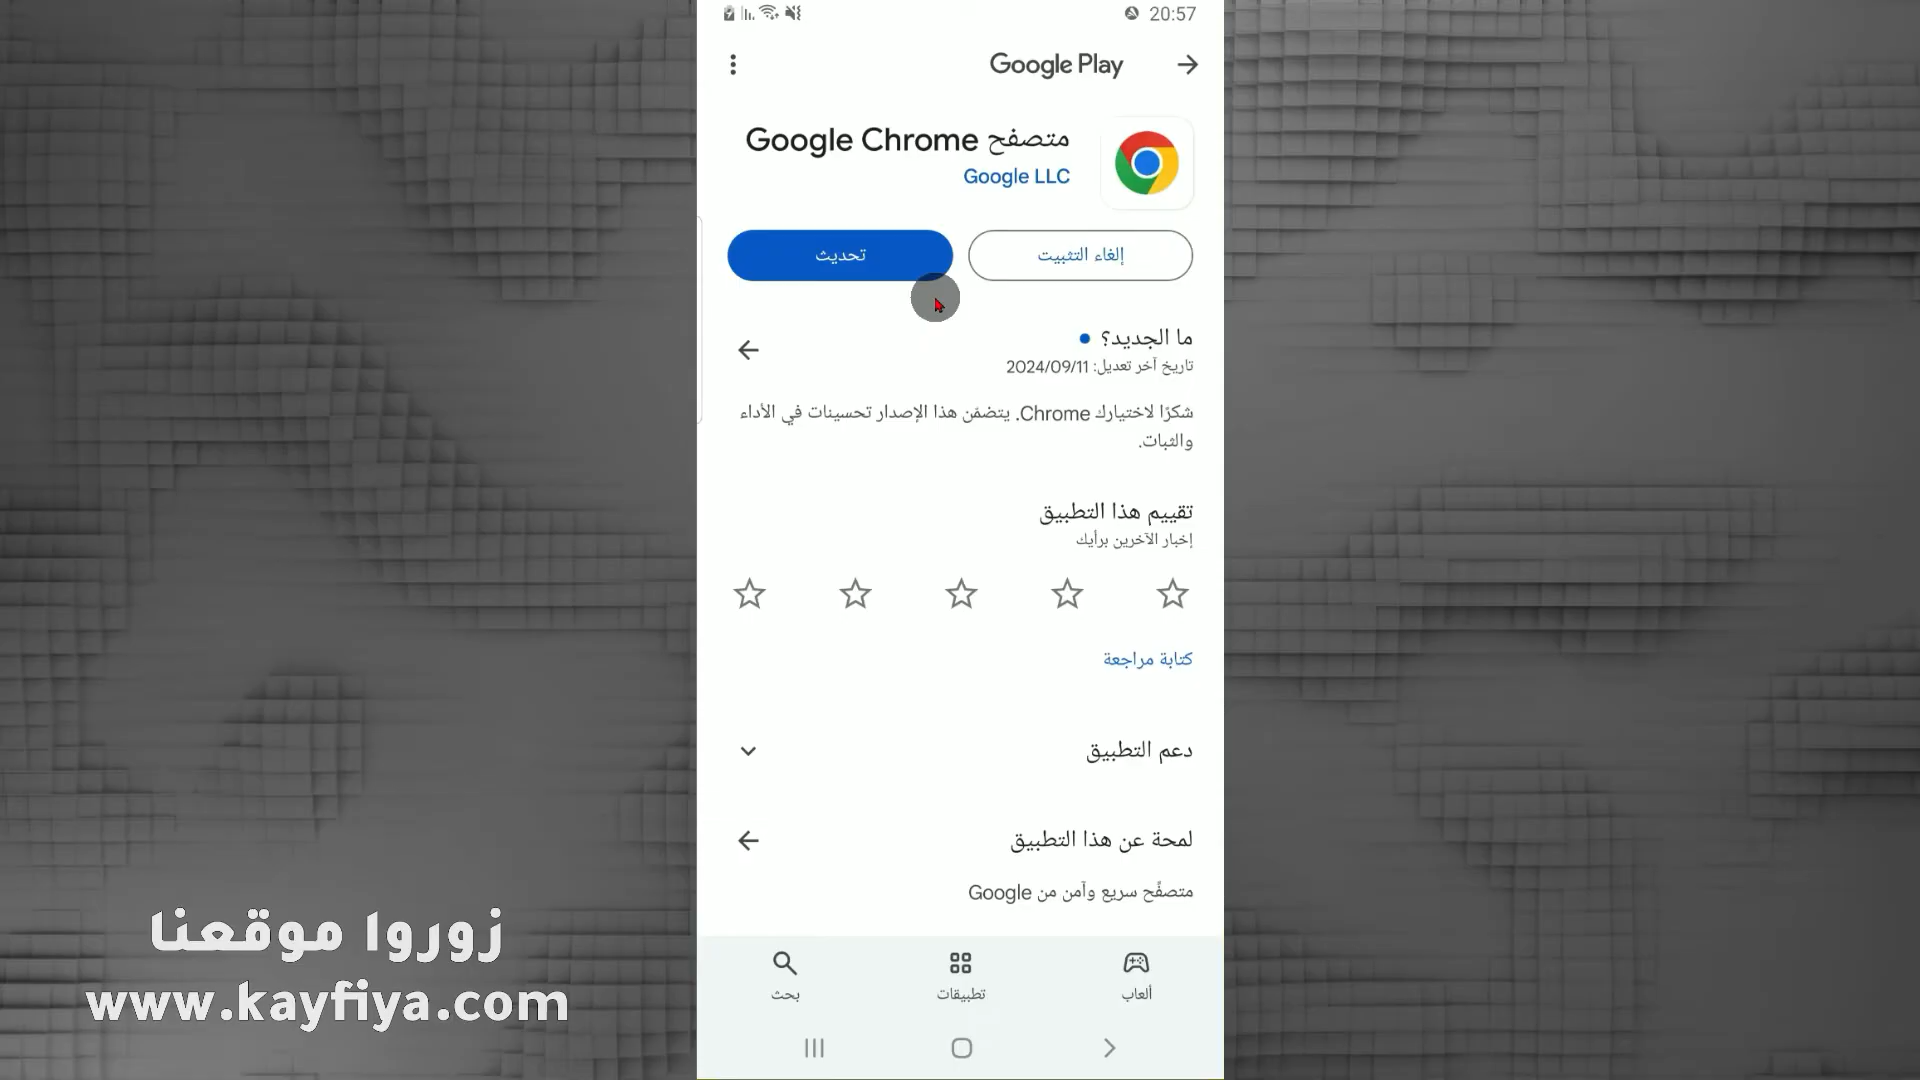 20:57
Google Play
متصفح Google Chrome
Google LLC
إلغاء التثبيت
تحديث
ما الجديد؟
تاريخ آخر تعديل: 2024/09/11
شكرًا لاختيارك Chrome. يتضمّن هذا الإصدار تحسينات في الأداء
والثبات.
تقييم هذا التطبيق
إخبار الآخرين برأيك
كتابة مراجعة
دعم التطبيق
لمحة عن هذا التطبيق
متصفِّح سريع وآمن من Google
ألعاب
تطبيقات
بحث
زوروا موقعنا
www.kayfiya.com